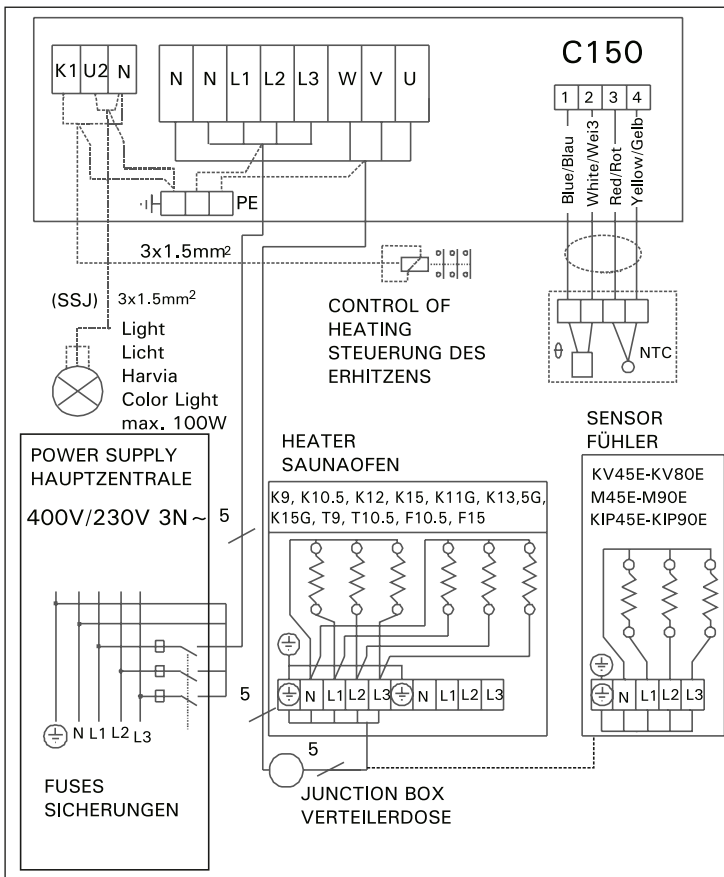 C150
K1 U2 N
N N L1 L2 L3 W V U
1 2 3 4
Blue/Blau
White/Wei3
Red/Rot
Yellow/Gelb
PE
3x1.5mm²
(SSJ) 3x1.5mm²
Light
Licht
Harvia
Color Light
max. 100W
CONTROL OF
HEATING
STEUERUNG DES
ERHITZENS
θ
NTC
POWER SUPPLY
HAUPTZENTRALE
400V/230V 3N~
5
N L1 L2 L3
FUSES
SICHERUNGEN
HEATER
SAUNAOFEN
K9, K10.5, K12, K15, K11G, K13,5G,
K15G, T9, T10.5, F10.5, F15
N L1 L2 L3 N L1 L2 L3
5
5
JUNCTION BOX
VERTEILERDOSE
SENSOR
FÜHLER
KV45E-KV80E
M45E-M90E
KIP45E-KIP90E
N L1 L2 L3